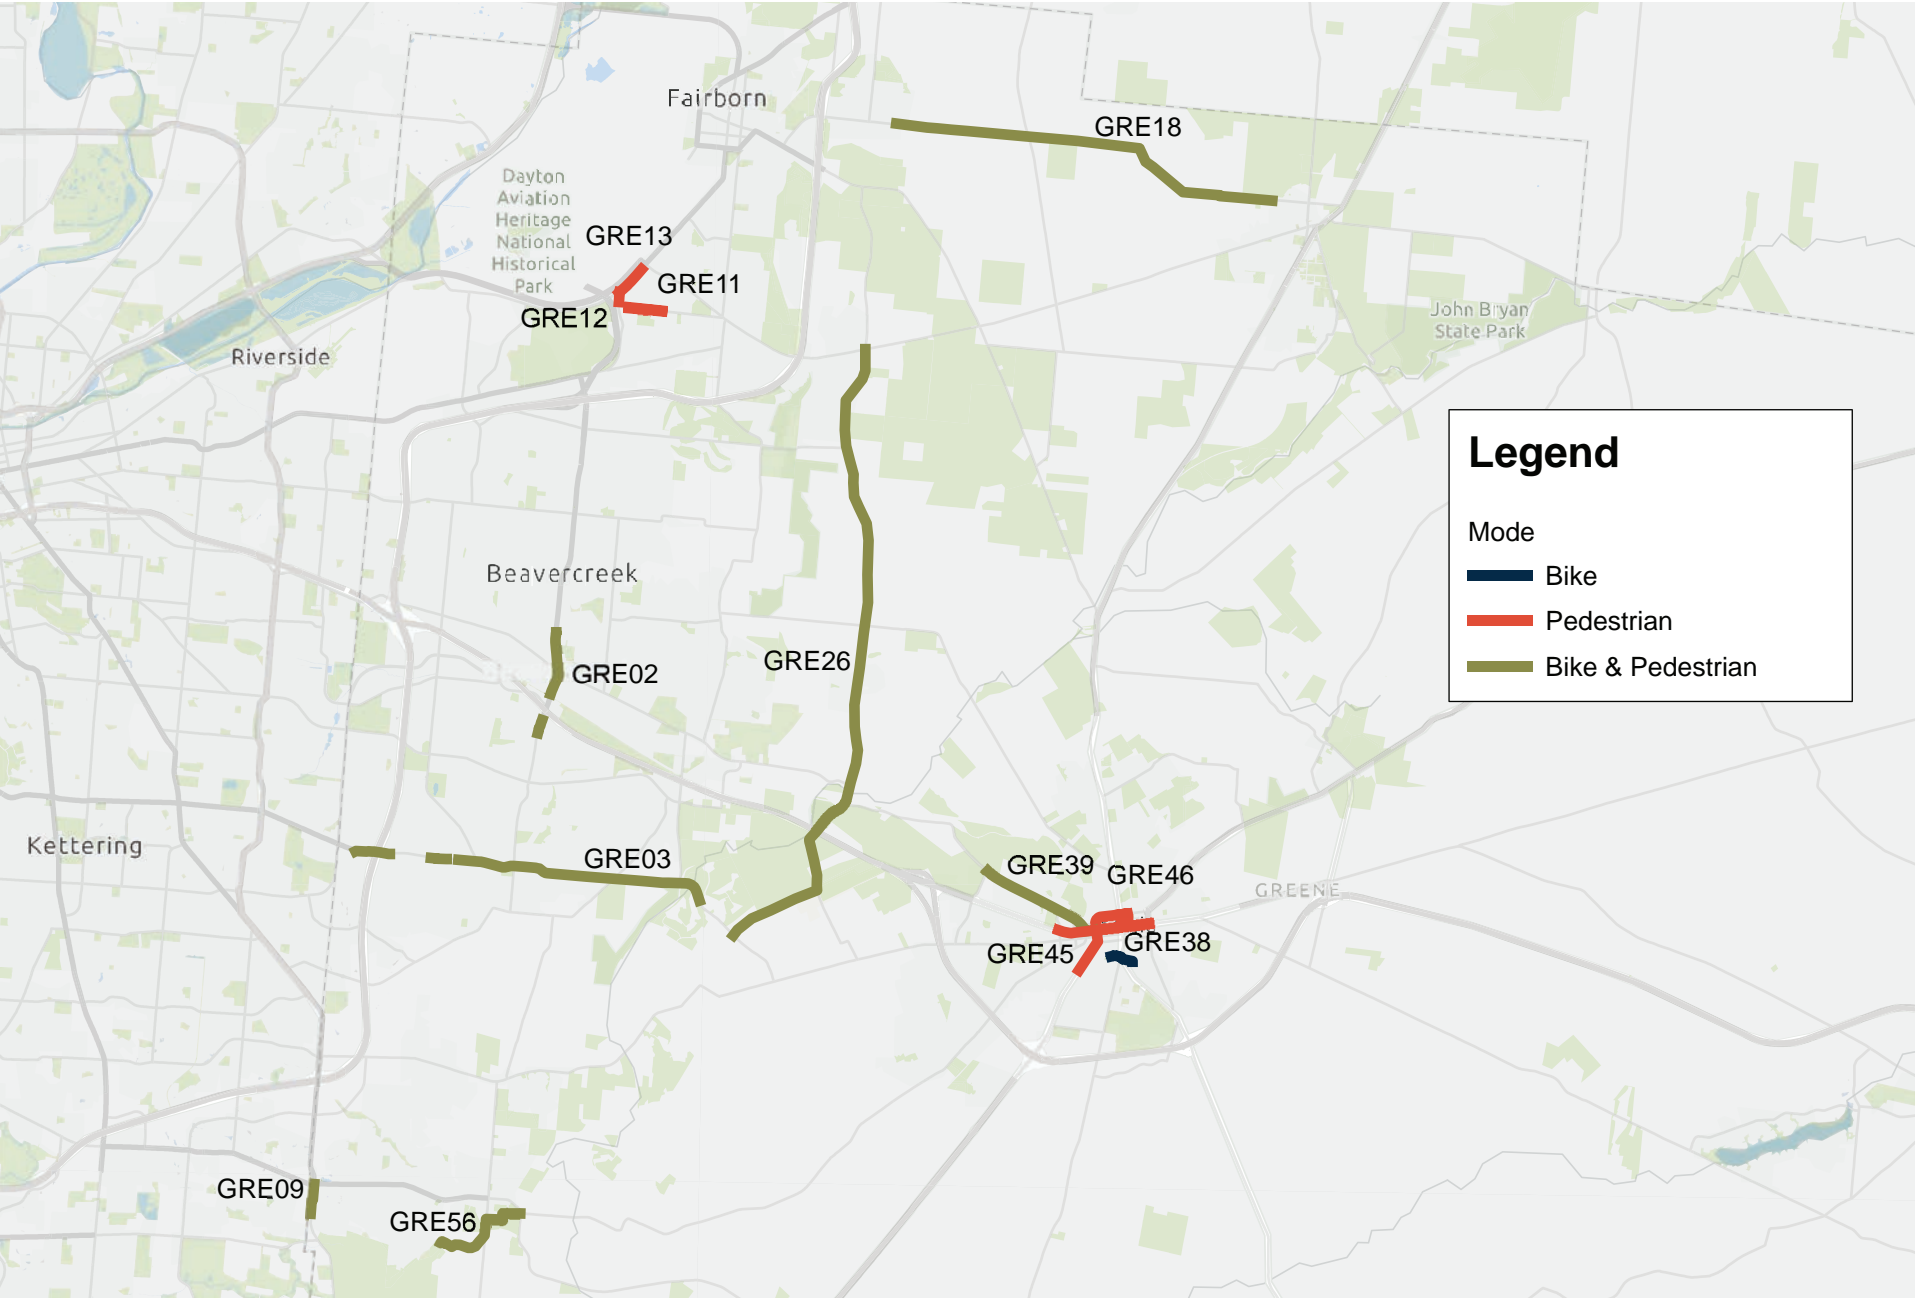 Fairborn
GRE18
Dayton
Aviation
Heritage
National
Historical
Park
GRE13
GRE11
GRE12
John Bryan
State Park
Riverside
Legend
Mode
Bike
Pedestrian
Bike & Pedestrian
Beavercreek
GRE02
GRE26
Kettering
GRE03
GRE39
GRE46
GREENE
GRE38
GRE45
GRE09
GRE56